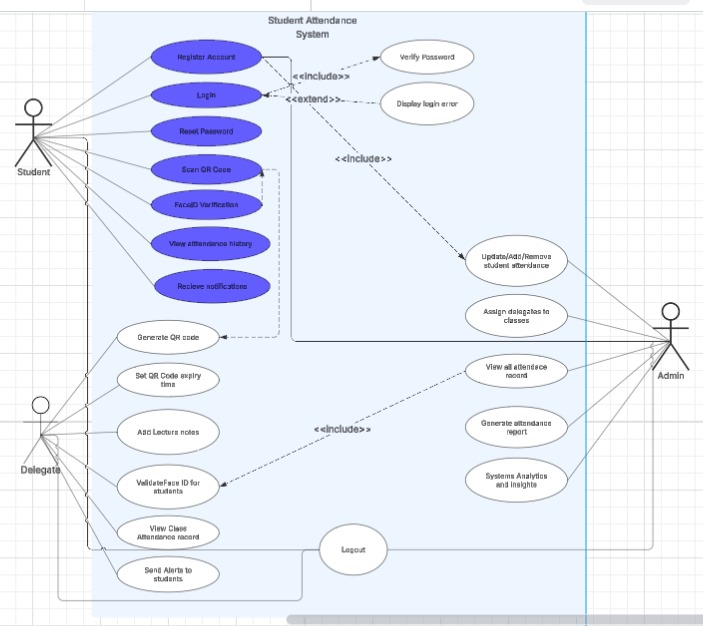 Student Attendance
System
Register Account
Verify Password
<<include>>
Login
<<extend>>
Display login error
Reset Password
<<include>>
Student
Scan QR Code
FaceID Verification
View atttendance history
Update/Add/Remove
student attendance
Recieve notifications
Assign delegates to
classes
Generate QR code
Admin
View all attendace
record
Set QR Code expiry
time
Add Lecture notes
Generate attendance
report
<<include>>
Delegate
ValidateFace ID for
students
Systems Analytics
and insights
View Class
Attendance record
Logout
Send Alerts to
students